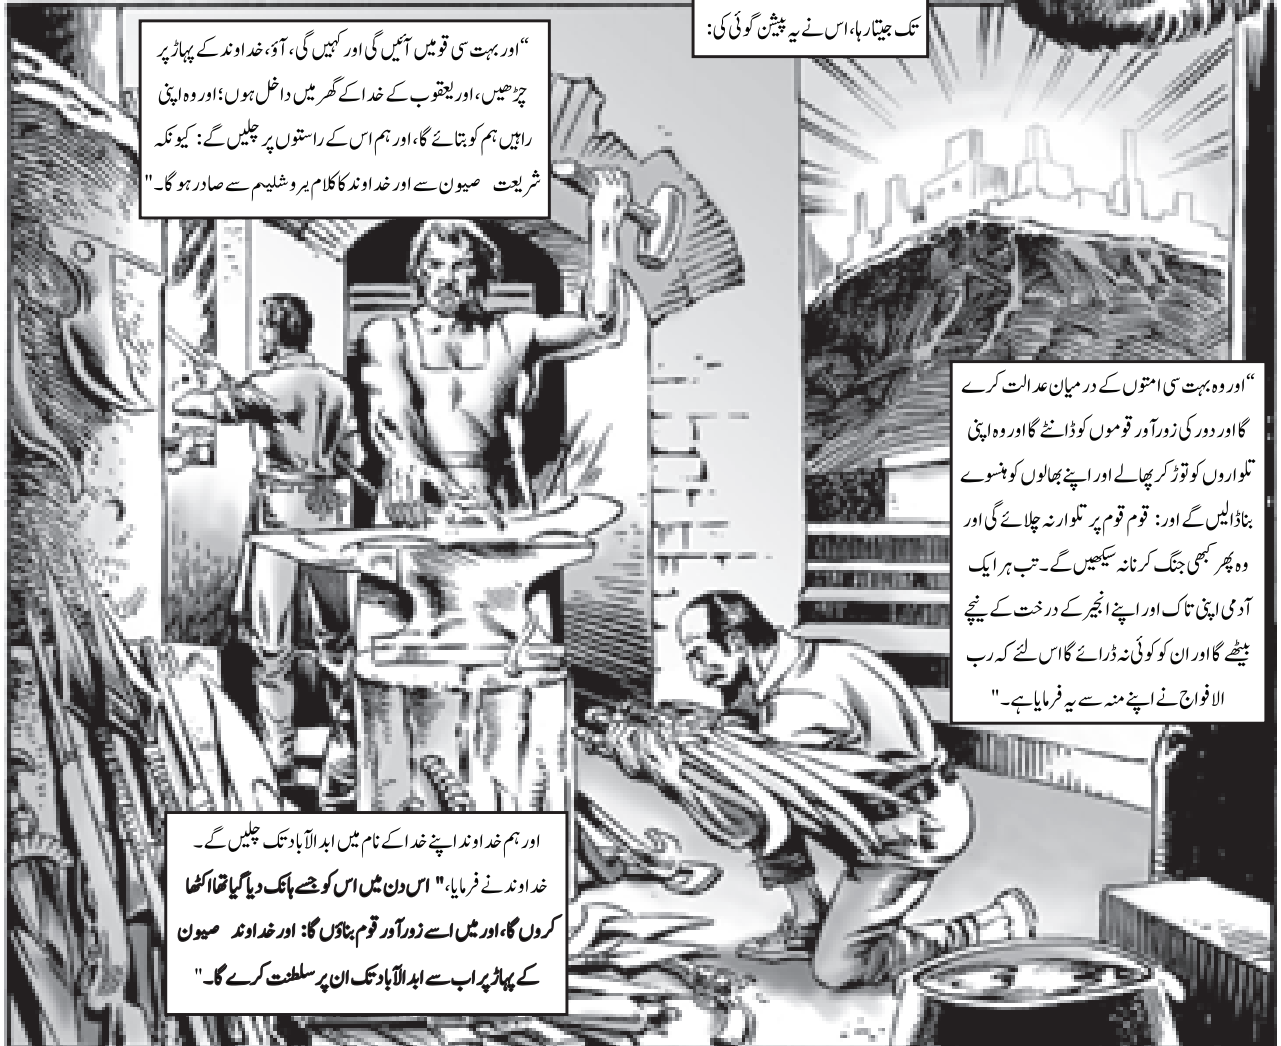 تک جیتا رہا، اس نے یہ پیشن گوئی کی:
“اور بہت سی قومیں آئیں گی اور کہیں گی، آؤ، خداوند کے پہاڑ پر
چڑھیں، اور یعقوب کے خدا کے گھر میں داخل ہوں؛ اور وہ اپنی
راہیں ہم کو بتائے گا، اور ہم اس کے راستوں پر چلیں گے: کیونکہ
شریعت صیون سے اور خداوند کا کلام یروشلیم سے صادر ہو گا۔"
“اور وہ بہت سی امتوں کے درمیان عدالت کرے
گا اور دور کی زور آور قوموں کو ڈانٹے گا اور وہ اپنی
تلواروں کو توڑ کر پھالے اور اپنے بھالوں کو ہنسوے
بنا ڈالیں گے اور: قوم قوم پر تلوار نہ چلائے گی اور
وہ پھر کبھی جنگ کرنا نہ سیکھیں گے۔ تب ہر ایک
آدمی اپنی تاک اور اپنے انجیر کے درخت کے نیچے
بیٹھے گا اور ان کو کوئی نہ ڈرائے گا اس لئے کہ رب
الافواج نے اپنے منہ سے یہ فرمایا ہے۔"
اور ہم خداوند اپنے خدا کے نام میں ابدالآباد تک چلیں گے۔
خداوند نے فرمایا، " اس دن میں اس کو جسے ہانک دیا گیا تھا اکٹھا
کروں گا، اور میں اسے زور آور قوم بناؤں گا: اور خداوند صیون
کے پہاڑ پر اب سے ابدالآباد تک ان پر سلطنت کرے گا۔"